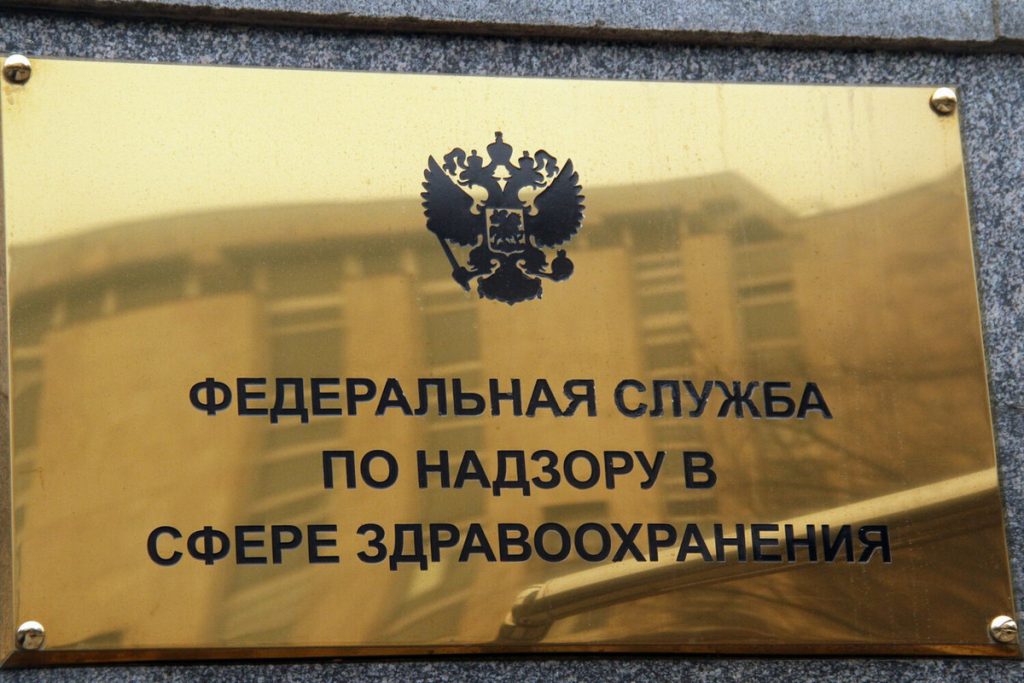 ФЕДЕРАЛЬНАЯ СЛУЖБА
ПО НАДЗОРУ В
СФЕРЕ ЗДРАВООХРАНЕНИЯ